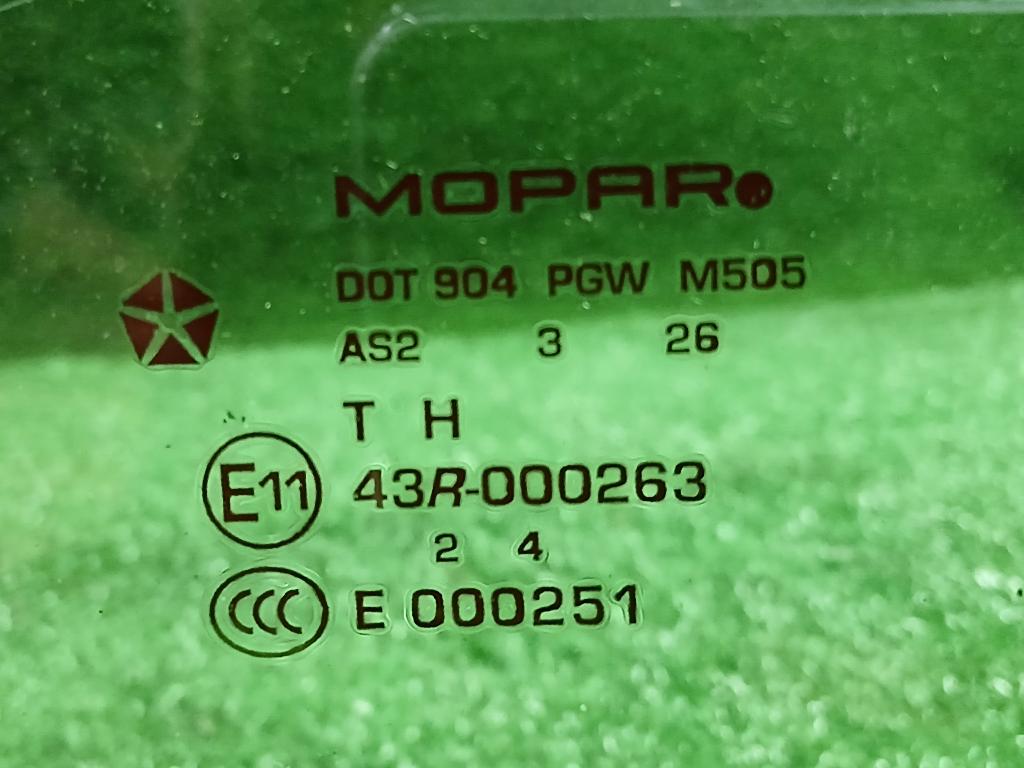 MOPAR
DOT 904 PGW M505
AS2 3 26
T H
E11 43R-000263
2 4
CCC E 000251